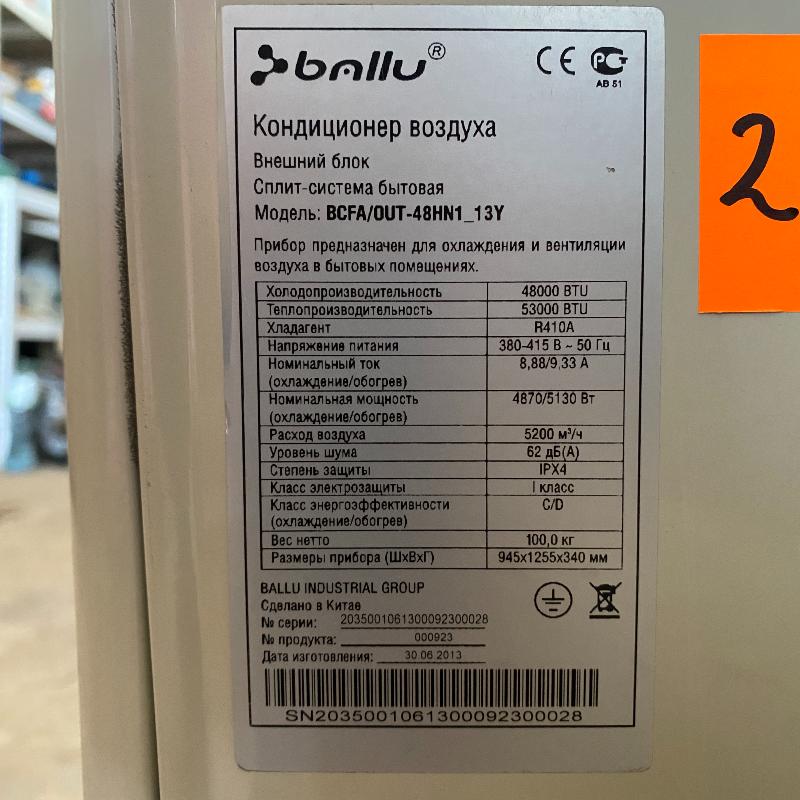 ballu®
CE PCT
АВ 51
2
Кондиционер воздуха
Внешний блок
Сплит-система бытовая
Модель: BCFA/OUT-48HN1_13Y
Прибор предназначен для охлаждения и вентиляции
воздуха в бытовых помещениях.
Холодопроизводительность 48000 BTU
Теплопроизводительность 53000 BTU
Хладагент R410A
Напряжение питания 380-415 В ~ 50 Гц
Номинальный ток 8,88/9,33 А
(охлаждение/обогрев)
Номинальная мощность 4870/5130 Вт
(охлаждение/обогрев)
Расход воздуха 5200 м³/ч
Уровень шума 62 дБ(А)
Степень защиты IPX4
Класс электрозащиты I класс
Класс энергоэффективности C/D
(охлаждение/обогрев)
Вес нетто 100,0 кг
Размеры прибора (ШхВхГ) 945x1255x340 мм
BALLU INDUSTRIAL GROUP
Сделано в Китае
№ серии: 2035001061300092300028
№ продукта: 000923
Дата изготовления: 30.06.2013
SN2035001061300092300028